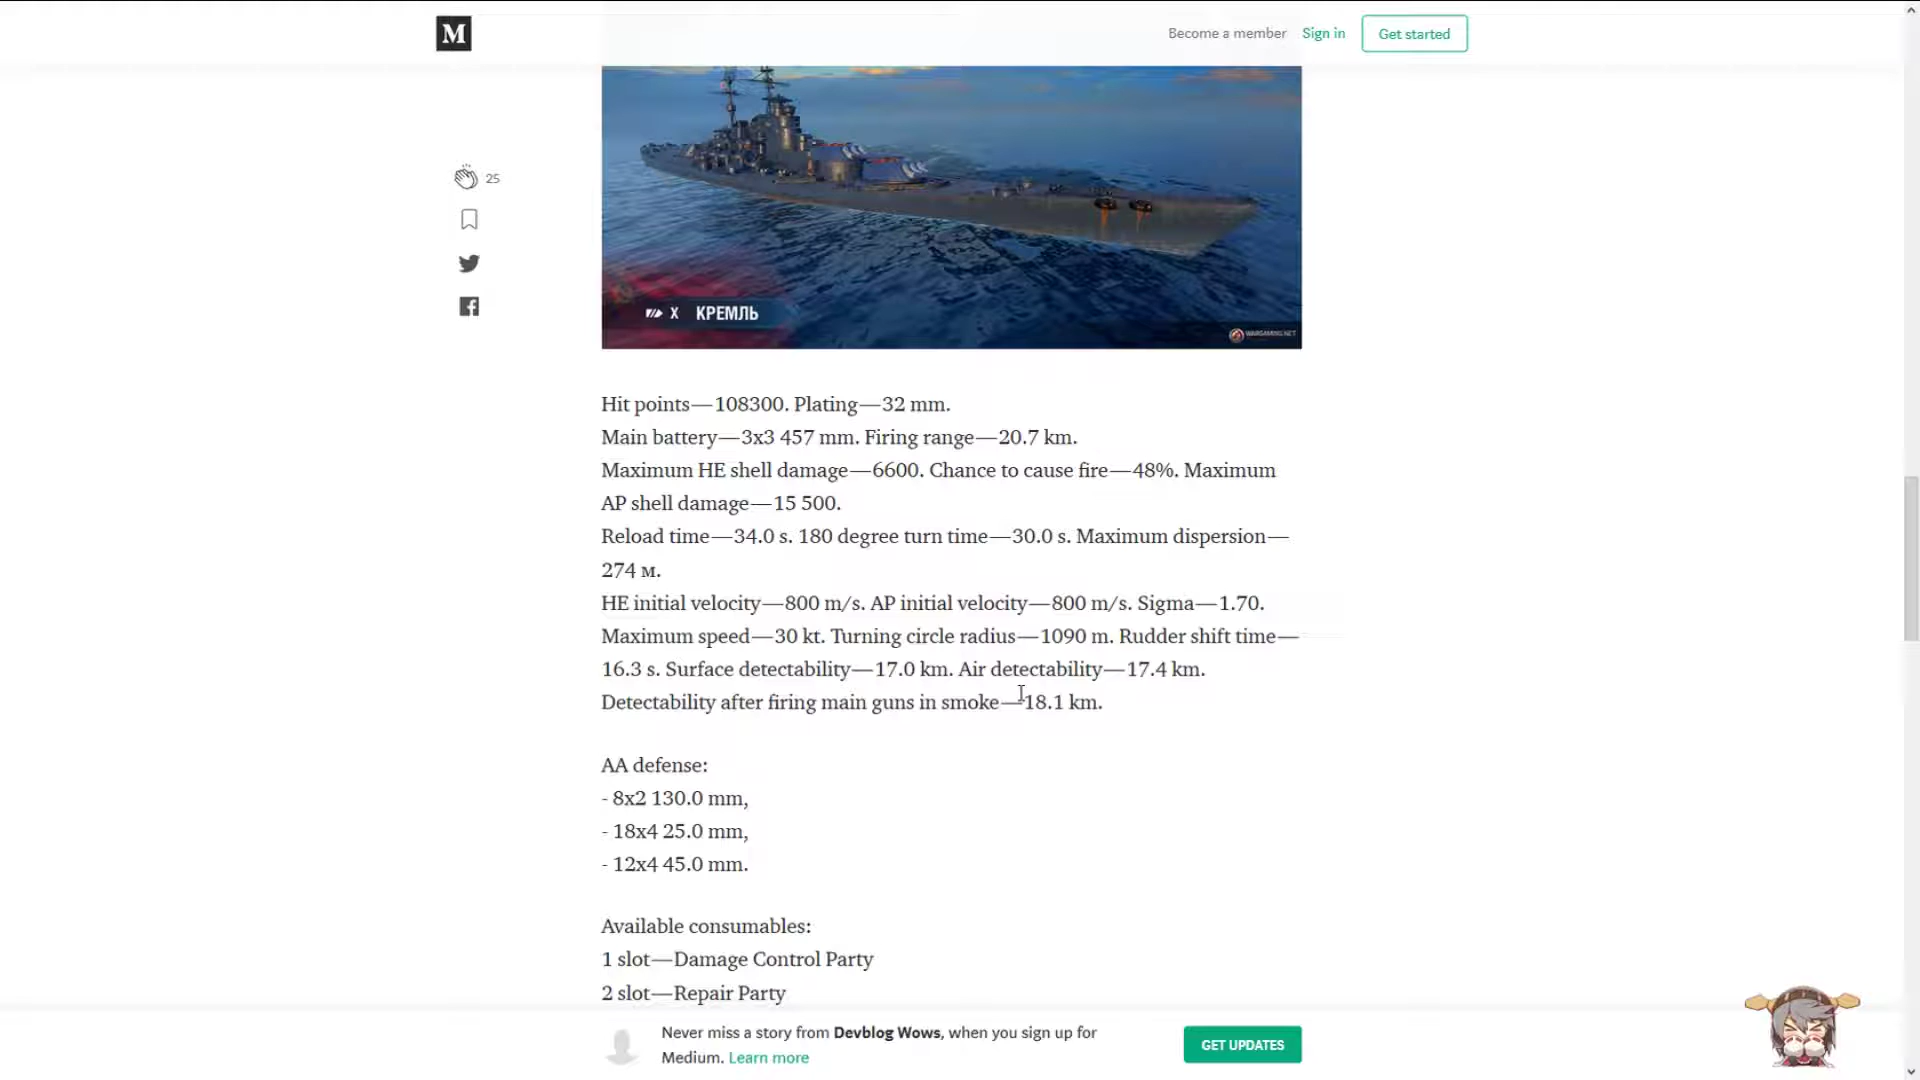 M
Become a member Sign in Get started
25
X КРЕМЛЬ
WARGAMING.NET
Hit points—108300. Plating—32 mm.
Main battery—3x3 457 mm. Firing range—20.7 km.
Maximum HE shell damage—6600. Chance to cause fire—48%. Maximum
AP shell damage—15 500.
Reload time—34.0 s. 180 degree turn time—30.0 s. Maximum dispersion—
274 м.
HE initial velocity—800 m/s. AP initial velocity—800 m/s. Sigma—1.70.
Maximum speed—30 kt. Turning circle radius—1090 m. Rudder shift time—
16.3 s. Surface detectability—17.0 km. Air detectability—17.4 km.
Detectability after firing main guns in smoke—18.1 km.
AA defense:
- 8x2 130.0 mm,
- 18x4 25.0 mm,
- 12x4 45.0 mm.
Available consumables:
1 slot—Damage Control Party
2 slot—Repair Party
Never miss a story from Devblog Wows, when you sign up for
Medium. Learn more
GET UPDATES